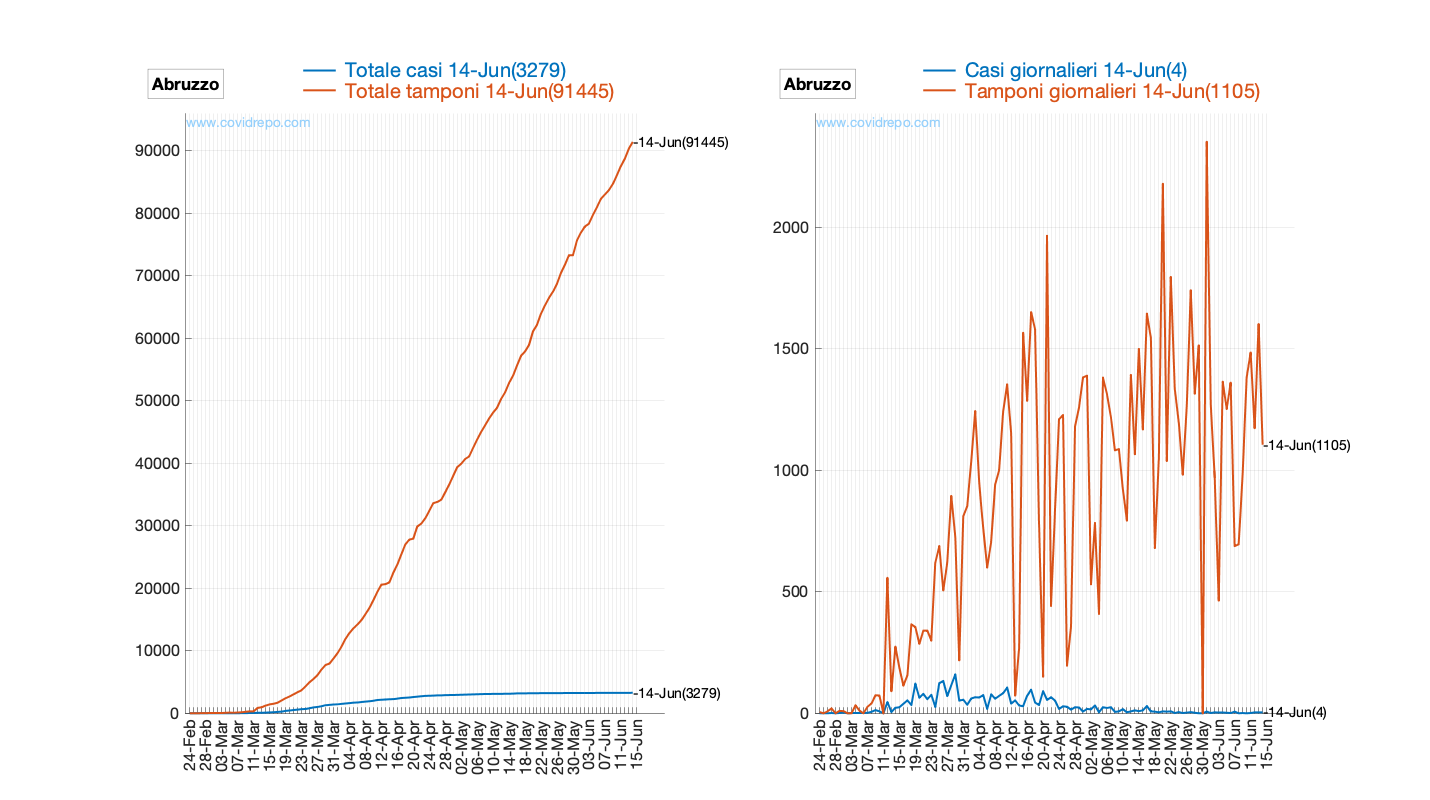 Abruzzo
Totale casi 14-Jun(3279)
Totale tamponi 14-Jun(91445)
www.covidrepo.com
90000
80000
70000
60000
50000
40000
30000
20000
10000
0
-14-Jun(91445)
-14-Jun(3279)
24-Feb
28-Feb
03-Mar
07-Mar
11-Mar
15-Mar
19-Mar
23-Mar
27-Mar
31-Mar
04-Apr
08-Apr
12-Apr
16-Apr
20-Apr
24-Apr
28-Apr
02-May
06-May
10-May
14-May
18-May
22-May
26-May
30-May
03-Jun
07-Jun
11-Jun
15-Jun
Abruzzo
Casi giornalieri 14-Jun(4)
Tamponi giornalieri 14-Jun(1105)
www.covidrepo.com
2000
1500
1000
500
0
-14-Jun(1105)
-14-Jun(4)
24-Feb
28-Feb
03-Mar
07-Mar
11-Mar
15-Mar
19-Mar
23-Mar
27-Mar
31-Mar
04-Apr
08-Apr
12-Apr
16-Apr
20-Apr
24-Apr
28-Apr
02-May
06-May
10-May
14-May
18-May
22-May
26-May
30-May
03-Jun
07-Jun
11-Jun
15-Jun